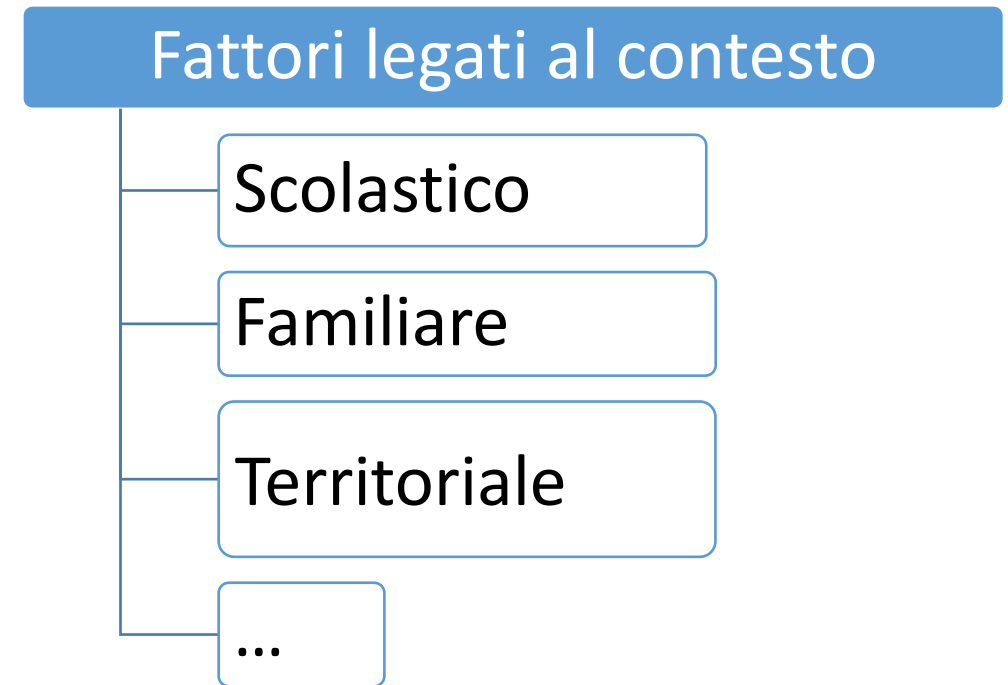 Fattori legati al contesto
Scolastico
Familiare
Territoriale
...